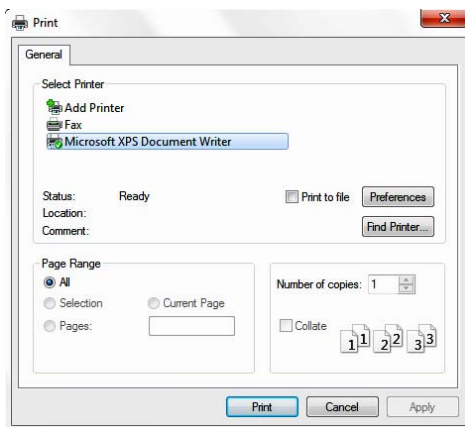 Print
General
Select Printer
Add Printer
Fax
Microsoft XPS Document Writer
Status: Ready
Print to file
Preferences
Location:
Comment:
Find Printer...
Page Range
All
Selection
Current Page
Pages:
Number of copies: 1
Collate
1 1 2 2 3 3
Print
Cancel
Apply